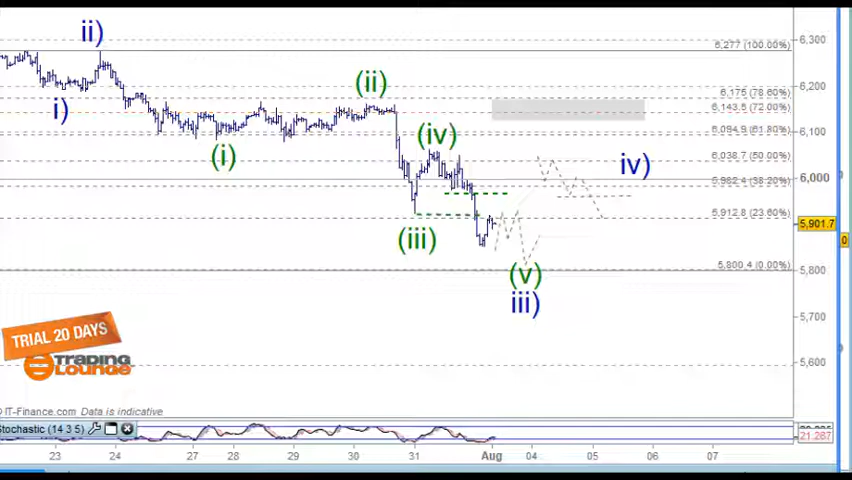 ii)
6,277 (100.00%)
6,300
i)
(ii)
6,175 (78.60%)
6,200
6,143.5 (72.00%)
(i)
(iv)
6,094.9 (61.80%)
6,100
6,038.7 (50.00%)
iv)
6,000
5,982.4 (38.20%)
5,912.8 (23.60%)
5,901.7
0
(iii)
5,800.4 (0.00%)
5,800
(v)
iii)
5,700
TRIAL 20 DAYS
Trading
Lounge
5,600
© IT-Finance.com Data is indicative
Stochastic (14 3 5)
21.287
23 24 27 28 29 30 31 Aug 04 05 06 07